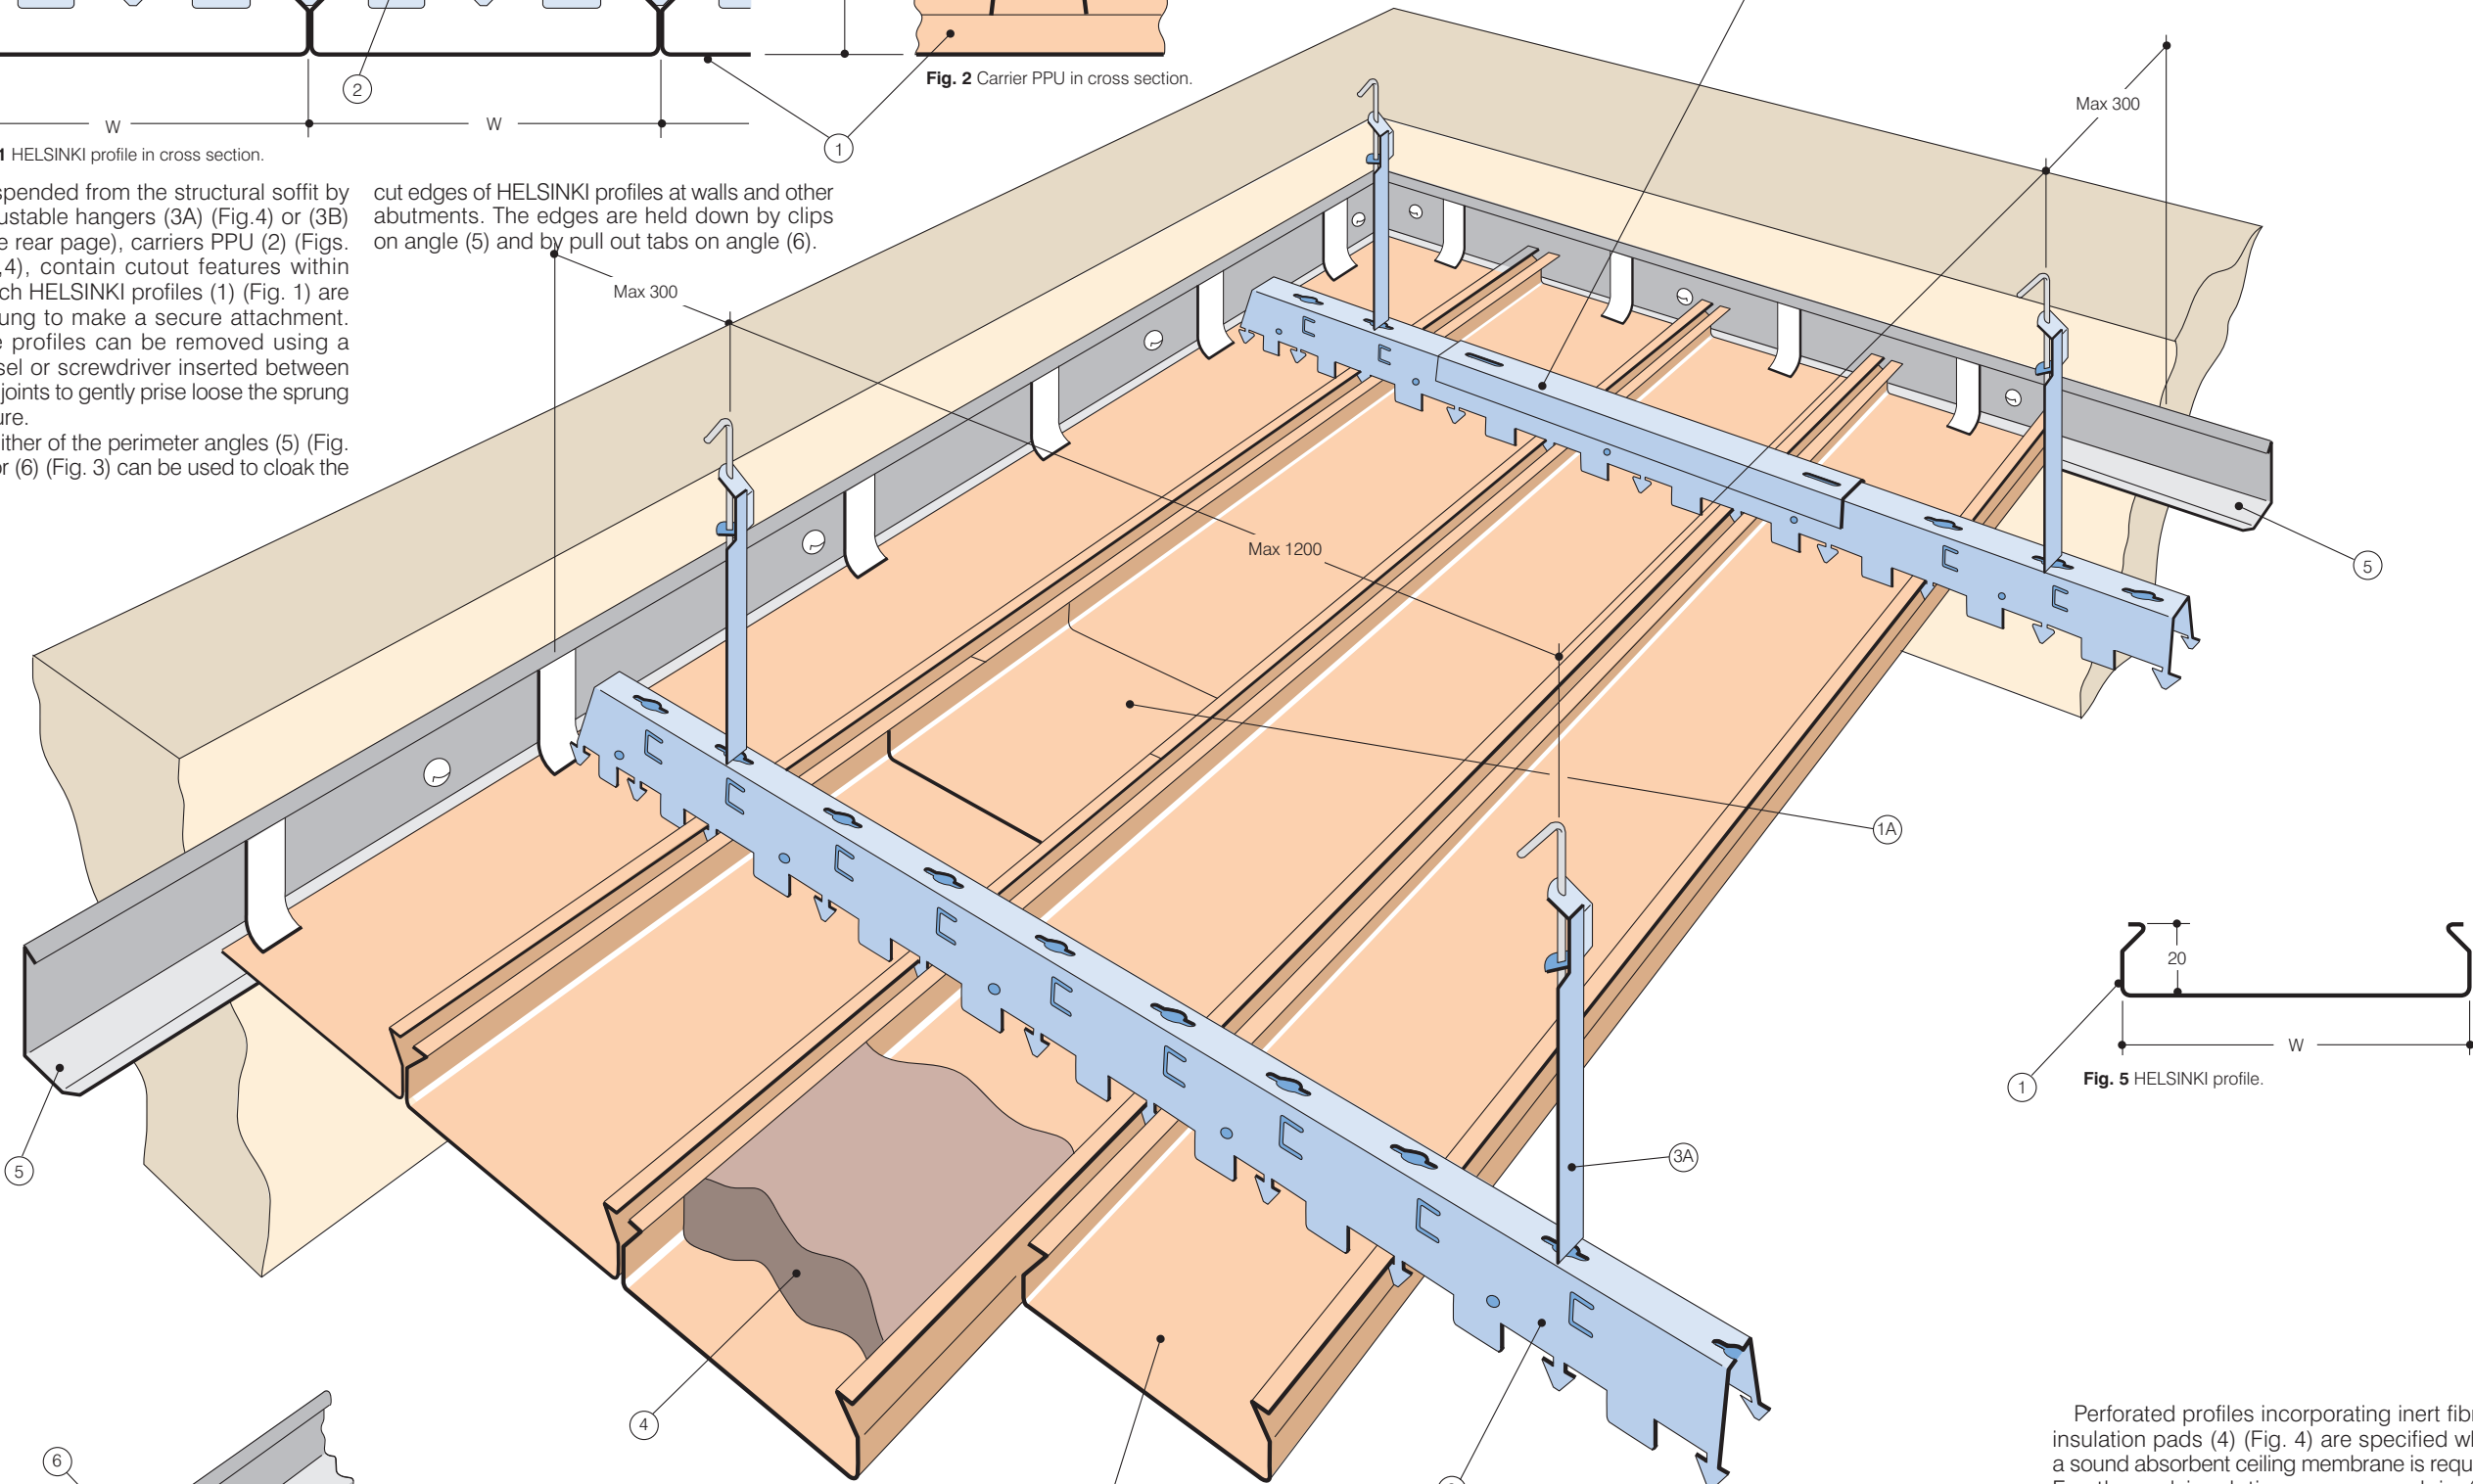 2
Fig. 2 Carrier PPU in cross section.
W
W
1
1 HELSINKI profile in cross section.
spended from the structural soffit by
ustable hangers (3A) (Fig.4) or (3B)
e rear page), carriers PPU (2) (Figs.
,4), contain cutout features within
ch HELSINKI profiles (1) (Fig. 1) are
ung to make a secure attachment.
e profiles can be removed using a
sel or screwdriver inserted between
joints to gently prise loose the sprung
ure.
ither of the perimeter angles (5) (Fig.
or (6) (Fig. 3) can be used to cloak the
cut edges of HELSINKI profiles at walls and other
abutments. The edges are held down by clips
on angle (5) and by pull out tabs on angle (6).
Max 300
Max 300
Max 1200
5
1A
20
W
1
Fig. 5 HELSINKI profile.
3A
5
4
6
Perforated profiles incorporating inert fibr
insulation pads (4) (Fig. 4) are specified wh
a sound absorbent ceiling membrane is requ